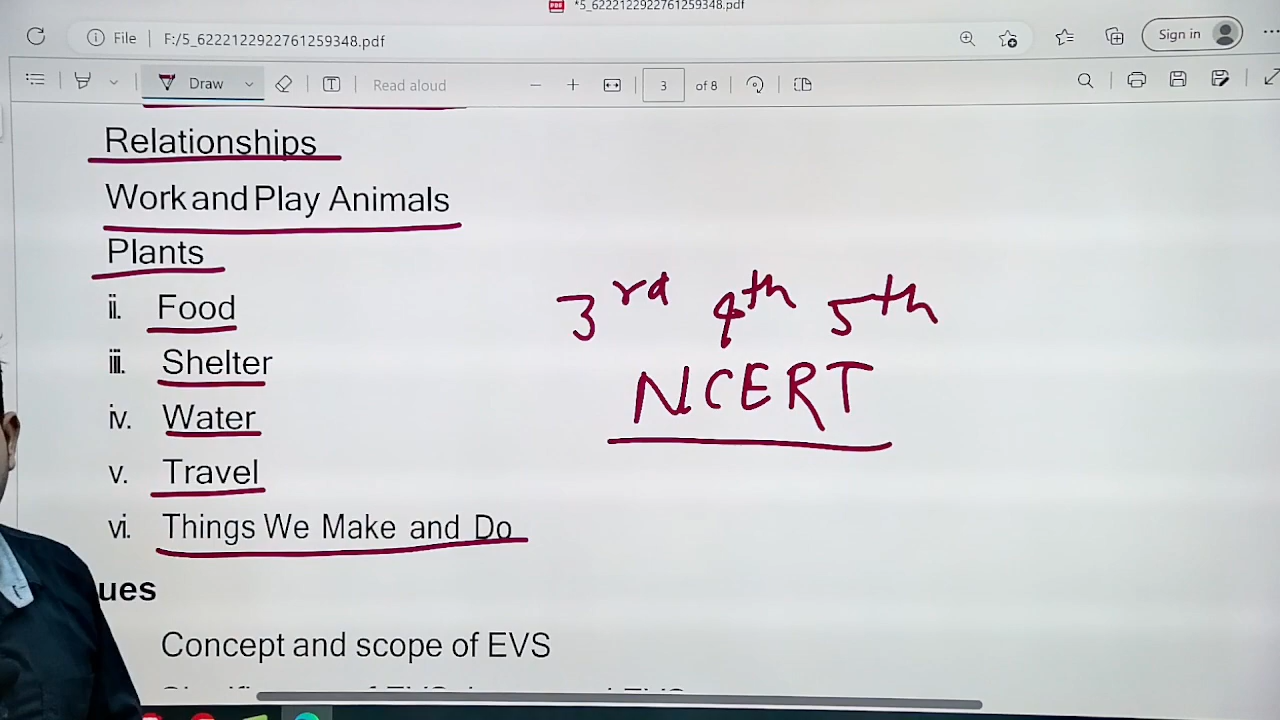 *5_6222122922761259348.pdf
File F:/5_6222122922761259348.pdf Sign in
Draw Read aloud 3 of 8
Relationships
Work and Play Animals
Plants
ii. Food
iii. Shelter
iv. Water
v. Travel
vi. Things We Make and Do
3rd 4th 5th
NCERT
ues
Concept and scope of EVS